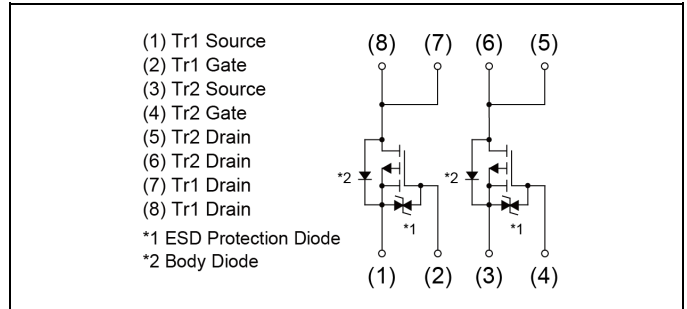 (1) Tr1 Source
(2) Tr1 Gate
(3) Tr2 Source
(4) Tr2 Gate
(5) Tr2 Drain
(6) Tr2 Drain
(7) Tr1 Drain
(8) Tr1 Drain
*1 ESD Protection Diode
*2 Body Diode
(8) (7) (6) (5)
*2 *2
*1 *1
(1) (2) (3) (4)